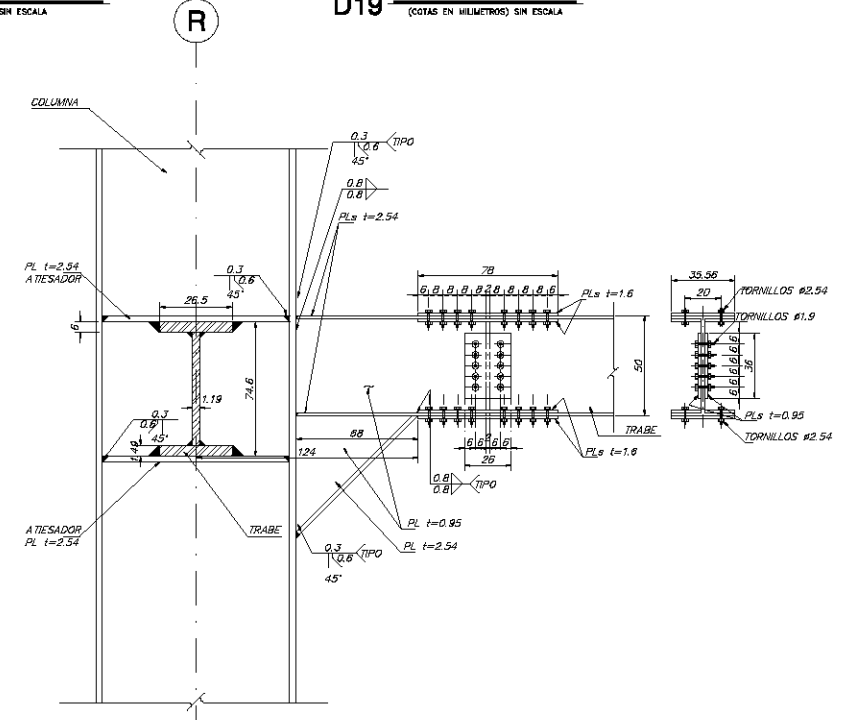 SIN ESCALA
R
D19
(COTAS EN MILIMETROS) SIN ESCALA
COLUMNA
0.3
0.6
45°
TIPO
0.8
0.8
PLs t=2.54
PL t=2.54
ATIESADOR
0.3
0.6
45°
26.5
78
6 8 8 8 8 2 8 8 8 8 6
PLs t=1.6
35.56
20
TORNILLOS ø2.54
TORNILLOS ø1.9
6
74.6
50
6 6 6 6
36
1.19
0.3
0.6
45°
68
124
1.49
6 6 2 6 6
26
TRABE
PLs t=1.6
PLs t=0.95
TORNILLOS ø2.54
0.8
0.8
TIPO
ATIESADOR
PL t=2.54
TRABE
PL t=0.95
PL t=2.54
0.3
0.6
45°
TIPO